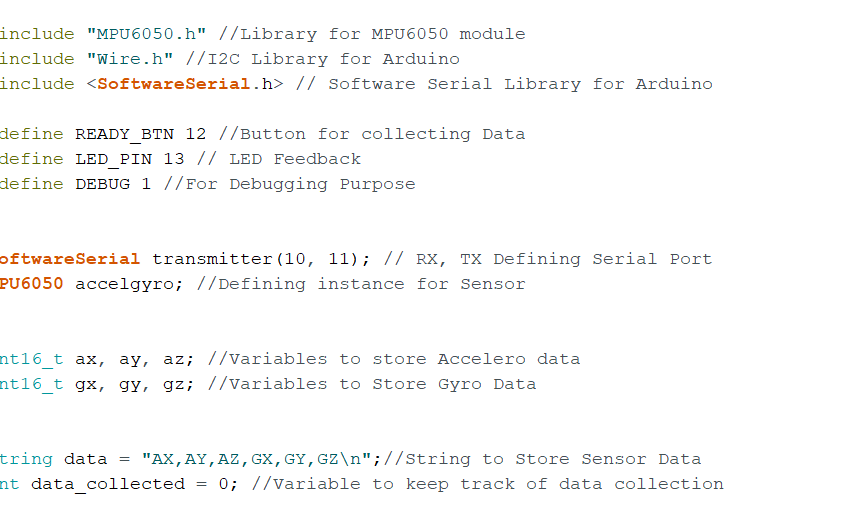 include "MPU6050.h" //Library for MPU6050 module
include "Wire.h" //I2C Library for Arduino
include <SoftwareSerial.h> // Software Serial Library for Arduino
define READY_BTN 12 //Button for collecting Data
define LED_PIN 13 // LED Feedback
define DEBUG 1 //For Debugging Purpose
oftwareSerial transmitter(10, 11); // RX, TX Defining Serial Port
PU6050 accelgyro; //Defining instance for Sensor
nt16_t ax, ay, az; //Variables to store Accelero data
nt16_t gx, gy, gz; //Variables to Store Gyro Data
tring data = "AX,AY,AZ,GX,GY,GZ\n";//String to Store Sensor Data
nt data_collected = 0; //Variable to keep track of data collection